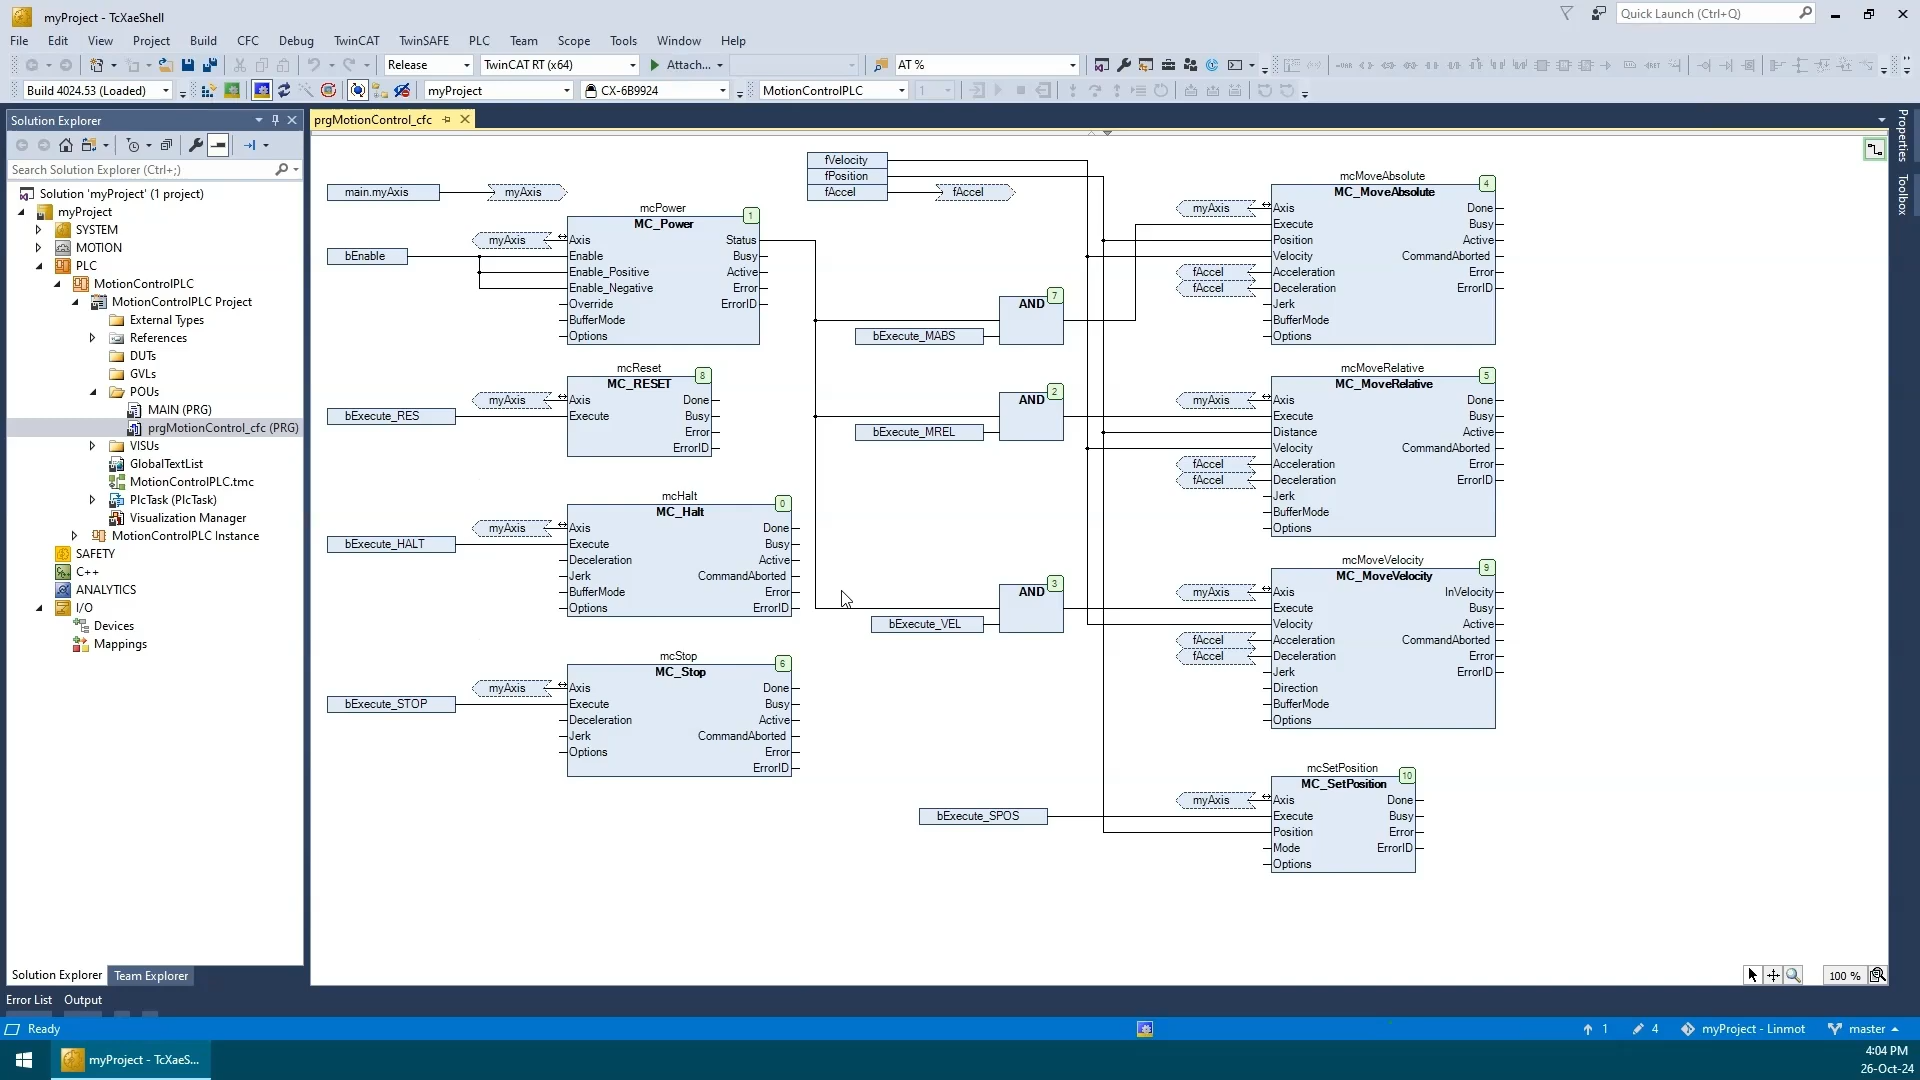 myProject - TcXaeShell
Quick Launch (Ctrl+Q)
File Edit View Project Build CFC Debug TwinCAT TwinSAFE PLC Team Scope Tools Window Help
Release TwinCAT RT (x64) Attach... AT %
Build 4024.53 (Loaded) myProject CX-6B9924 MotionControlPLC 1
Solution Explorer
Search Solution Explorer (Ctrl+;)
Solution 'myProject' (1 project)
myProject
SYSTEM
MOTION
PLC
MotionControlPLC
MotionControlPLC Project
External Types
References
DUTs
GVLs
POUs
MAIN (PRG)
prgMotionControl_cfc (PRG)
VISUs
GlobalTextList
MotionControlPLC.tmc
PlcTask (PlcTask)
Visualization Manager
MotionControlPLC Instance
SAFETY
C++
ANALYTICS
I/O
Devices
Mappings
Solution Explorer Team Explorer
prgMotionControl_cfc
main.myAxis myAxis
bEnable
mcPower
MC_Power 1
myAxis Axis Status
Enable Busy
Enable_Positive Active
Enable_Negative Error
Override ErrorID
BufferMode
Options
mcReset
MC_RESET 8
myAxis Axis Done
bExecute_RES Execute Busy
Error
ErrorID
mcHalt
MC_Halt 0
myAxis Axis Done
bExecute_HALT Execute Busy
Deceleration Active
Jerk CommandAborted
BufferMode Error
Options ErrorID
mcStop
MC_Stop 6
myAxis Axis Done
bExecute_STOP Execute Busy
Deceleration Active
Jerk CommandAborted
Options Error
ErrorID
fVelocity
fPosition
fAccel fAccel
AND 7
bExecute_MABS
AND 2
bExecute_MREL
AND 3
bExecute_VEL
bExecute_SPOS
mcMoveAbsolute
MC_MoveAbsolute 4
myAxis Axis Done
Execute Busy
Position Active
Velocity CommandAborted
fAccel Acceleration Error
fAccel Deceleration ErrorID
Jerk
BufferMode
Options
mcMoveRelative
MC_MoveRelative 5
myAxis Axis Done
Execute Busy
Distance Active
Velocity CommandAborted
fAccel Acceleration Error
fAccel Deceleration ErrorID
Jerk
BufferMode
Options
mcMoveVelocity
MC_MoveVelocity 9
myAxis Axis InVelocity
Execute Busy
Velocity Active
fAccel Acceleration CommandAborted
fAccel Deceleration Error
Jerk ErrorID
Direction
BufferMode
Options
mcSetPosition
MC_SetPosition 10
myAxis Axis Done
Execute Busy
Position Error
Mode ErrorID
Options
100 %
Properties
Toolbox
Error List Output
Ready 1 4 myProject - Linmot master
myProject - TcXaeS...
4:04 PM
26-Oct-24